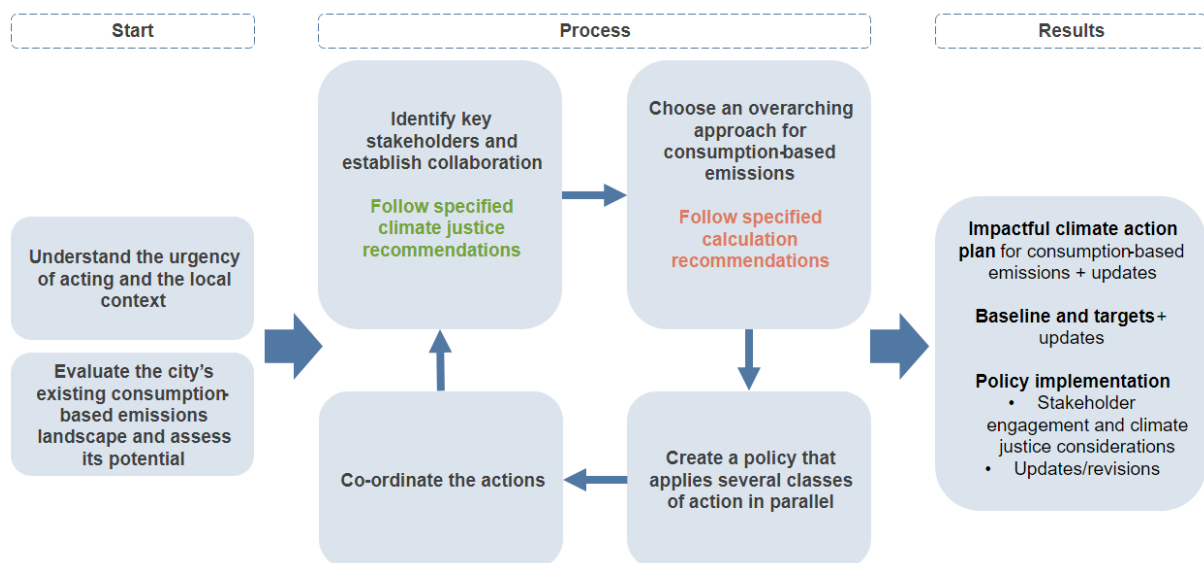 Start
Process
Results
Understand the urgency
of acting and the local
context
Evaluate the city's
existing consumption-
based emissions
landscape and assess
its potential
Identify key
stakeholders and
establish collaboration
Follow specified
climate justice
recommendations
Choose an overarching
approach for
consumption-based
emissions
Follow specified
calculation
recommendations
Co-ordinate the actions
Create a policy that
applies several classes
of action in parallel
Impactful climate action
plan for consumption-based
emissions + updates
Baseline and targets +
updates
Policy implementation
• Stakeholder
engagement and climate
justice considerations
• Updates/revisions